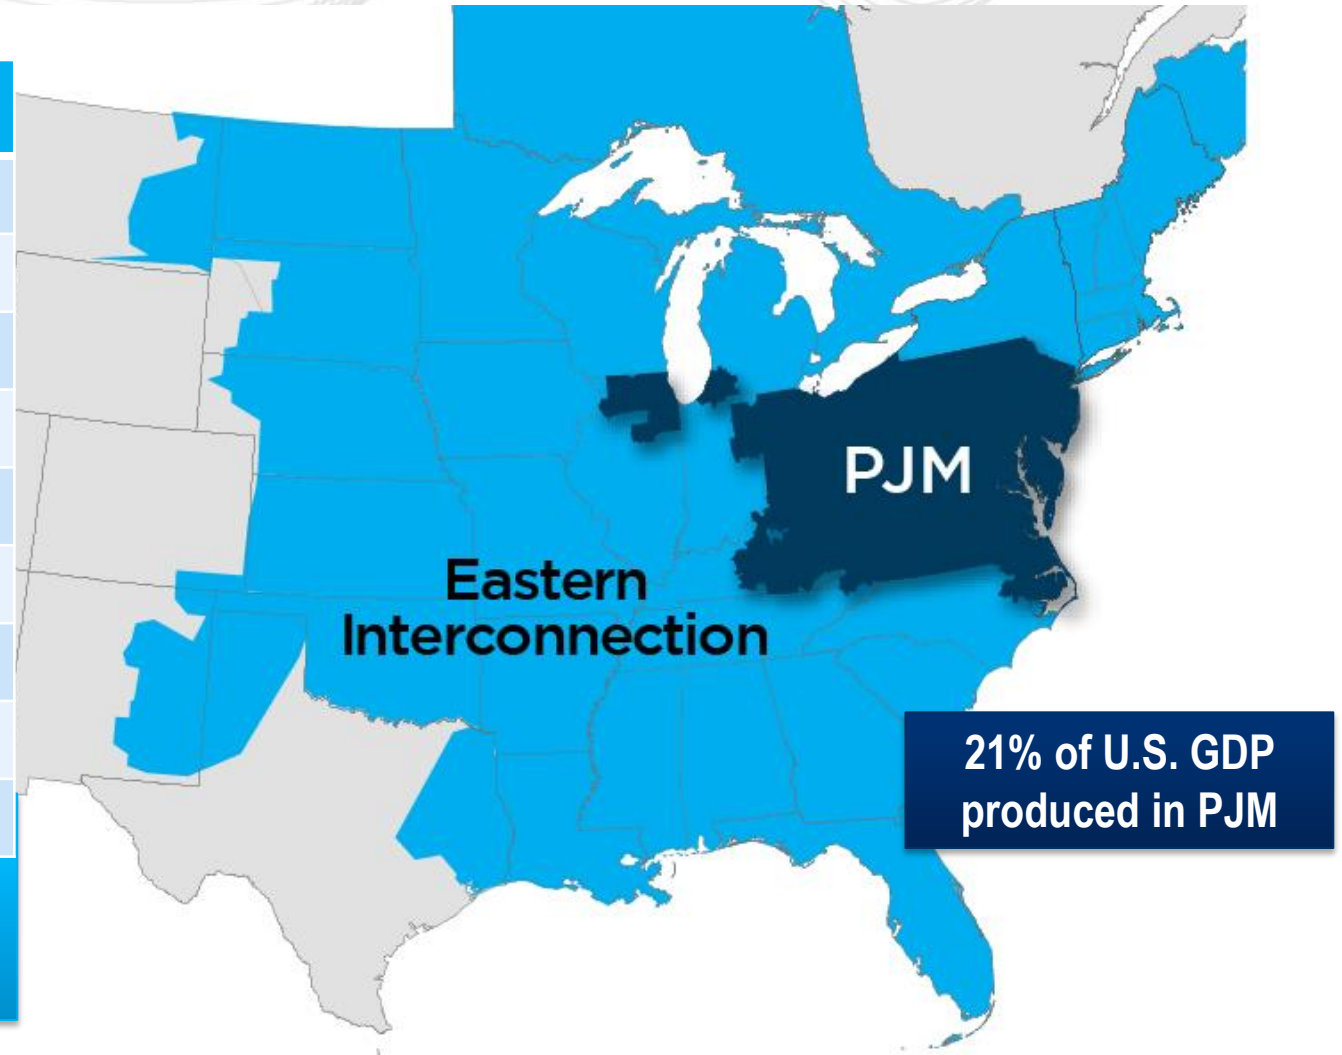 PJM
Eastern
Interconnection
21% of U.S. GDP
produced in PJM